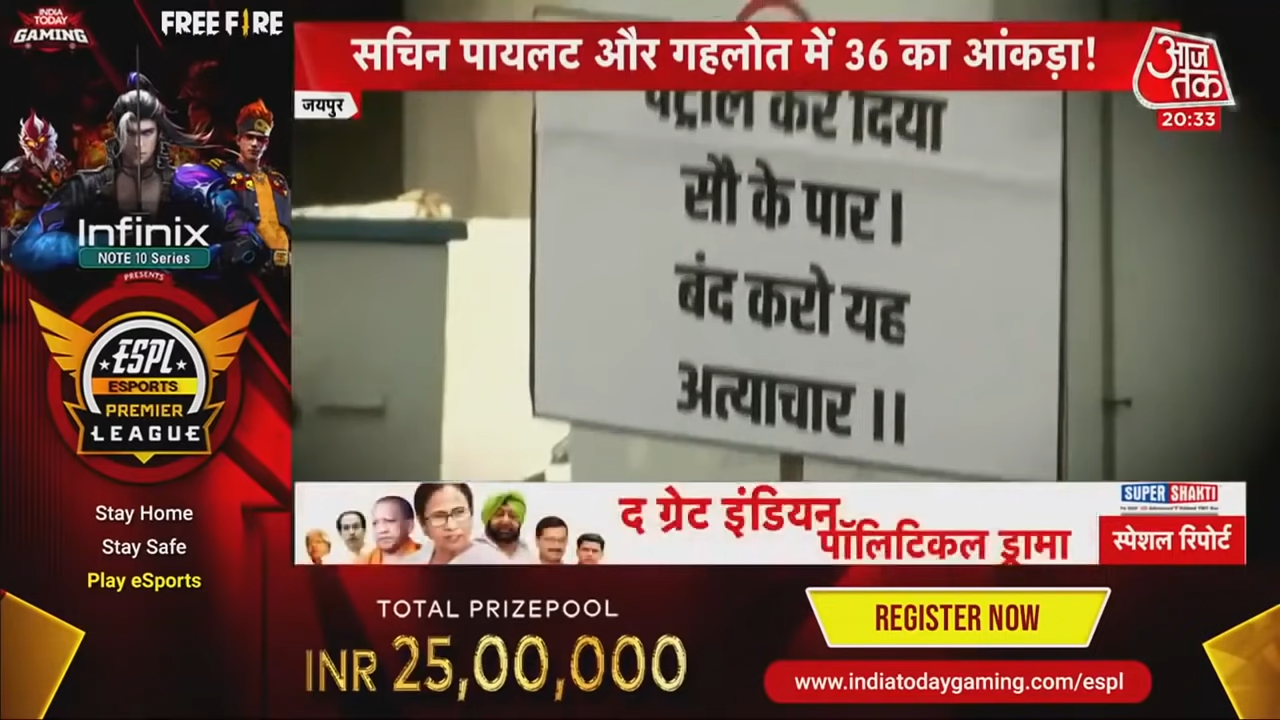 INDIA
TODAY
GAMING
FREE FIRE
सचिन पायलट और गहलोत में 36 का आंकड़ा!
आज
तक
20:33
जयपुर
पेट्रोल कर दिया
सौ के पार।
बंद करो यह
अत्याचार।।
Infinix
NOTE 10 Series
PRESENTS
ESPL
ESPORTS
PREMIER
LEAGUE
Stay Home
Stay Safe
Play eSports
द ग्रेट इंडियन
पॉलिटिकल ड्रामा
SUPER SHAKTI
स्पेशल रिपोर्ट
TOTAL PRIZEPOOL
INR 25,00,000
REGISTER NOW
www.indiatodaygaming.com/espl